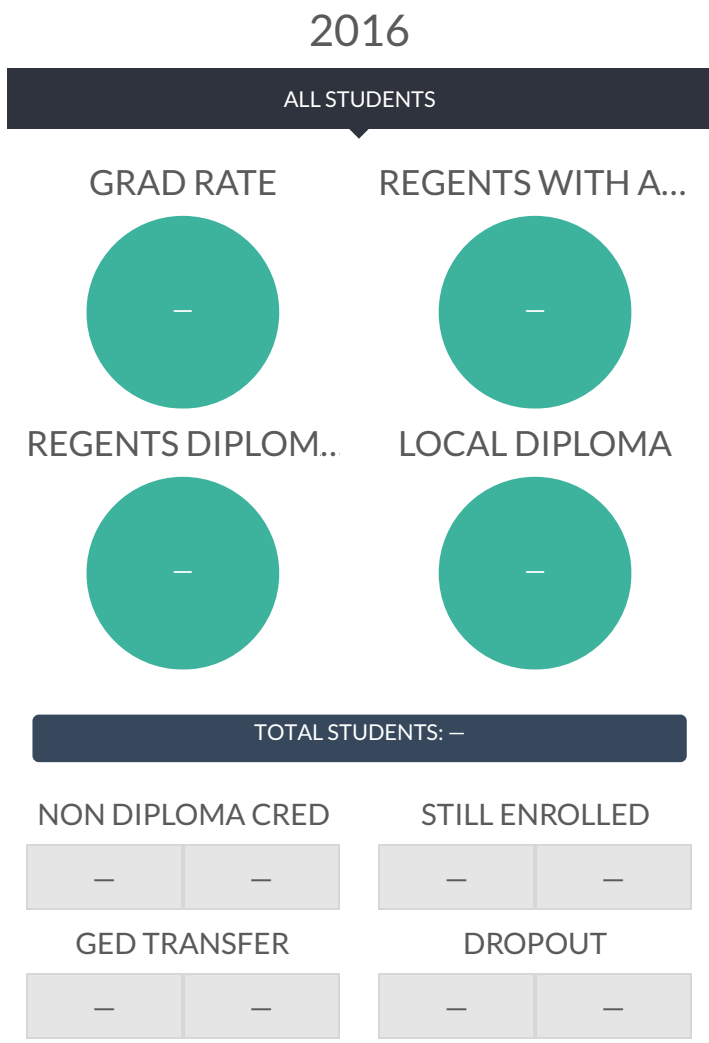 2016
ALL STUDENTS
GRAD RATE REGENTS WITH A...
— —
REGENTS DIPLOM... LOCAL DIPLOMA
— —
TOTAL STUDENTS: —
NON DIPLOMA CRED STILL ENROLLED
— — — —
GED TRANSFER DROPOUT
— — — —